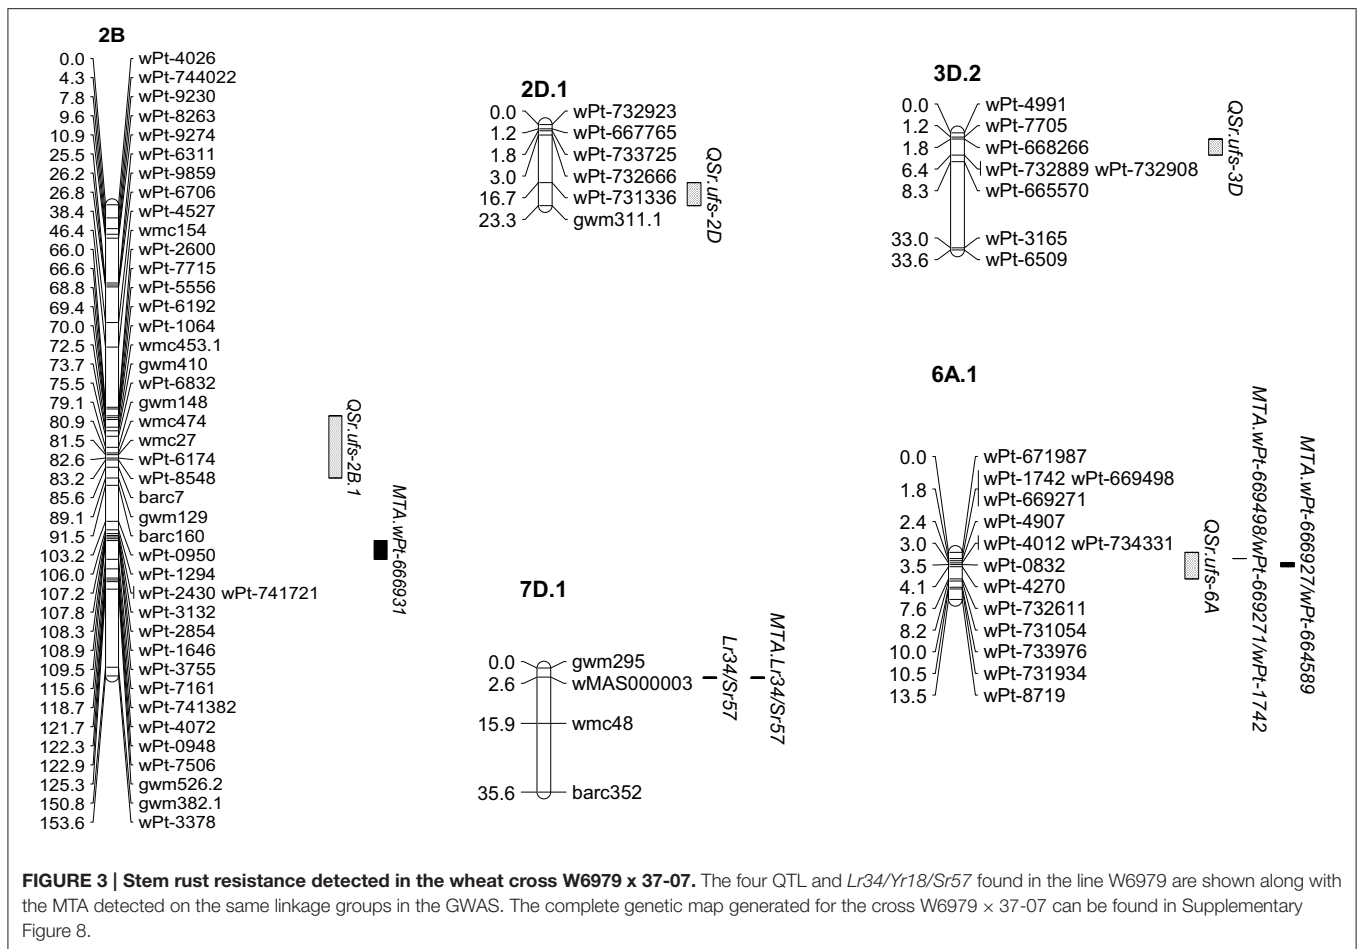 2B
0.0 wPt-4026
4.3 wPt-744022
7.8 wPt-9230
9.6 wPt-8263
10.9 wPt-9274
25.5 wPt-6311
26.2 wPt-9859
26.8 wPt-6706
38.4 wPt-4527
46.4 wmc154
66.0 wPt-2600
66.6 wPt-7715
68.8 wPt-5556
69.4 wPt-6192
70.0 wPt-1064
72.5 wmc453.1
73.7 gwm410
75.5 wPt-6832
79.1 gwm148
80.9 wmc474
81.5 wmc27
82.6 wPt-6174
83.2 wPt-8548
85.6 barc7
89.1 gwm129
91.5 barc160
103.2 wPt-0950
106.0 wPt-1294
107.2 wPt-2430 wPt-741721
107.8 wPt-3132
108.3 wPt-2854
108.9 wPt-1646
109.5 wPt-3755
115.6 wPt-7161
118.7 wPt-741382
121.7 wPt-4072
122.3 wPt-0948
122.9 wPt-7506
125.3 gwm526.2
150.8 gwm382.1
153.6 wPt-3378
QSr.ufs-2B.1
MTA.wPt-666931
2D.1
0.0 wPt-732923
1.2 wPt-667765
1.8 wPt-733725
3.0 wPt-732666
16.7 wPt-731336
23.3 gwm311.1
QSr.ufs-2D
3D.2
0.0 wPt-4991
1.2 wPt-7705
1.8 wPt-668266
6.4 wPt-732889 wPt-732908
8.3 wPt-665570
33.0 wPt-3165
33.6 wPt-6509
QSr.ufs-3D
7D.1
0.0 gwm295
2.6 wMAS000003
15.9 wmc48
35.6 barc352
Lr34/Sr57
MTA.Lr34/Sr57
6A.1
0.0 wPt-671987
wPt-1742 wPt-669498
1.8 wPt-669271
2.4 wPt-4907
3.0 wPt-4012 wPt-734331
3.5 wPt-0832
4.1 wPt-4270
7.6 wPt-732611
8.2 wPt-731054
10.0 wPt-733976
10.5 wPt-731934
13.5 wPt-8719
QSr.ufs-6A
MTA.wPt-669498/wPt-669271/wPt-1742
MTA.wPt-666927/wPt-664589
FIGURE 3 | Stem rust resistance detected in the wheat cross W6979 x 37-07. The four QTL and Lr34/Yr18/Sr57 found in the line W6979 are shown along with
the MTA detected on the same linkage groups in the GWAS. The complete genetic map generated for the cross W6979 × 37-07 can be found in Supplementary
Figure 8.